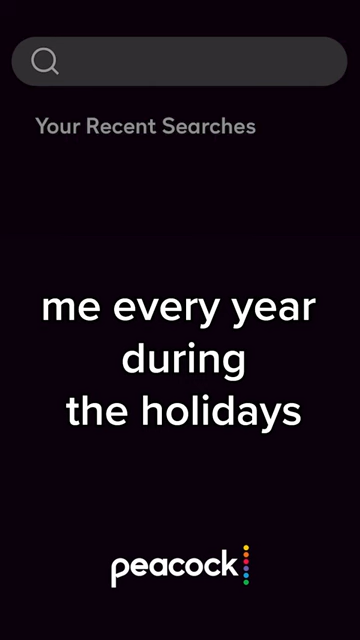 Your Recent Searches
me every year
during
the holidays
peacock